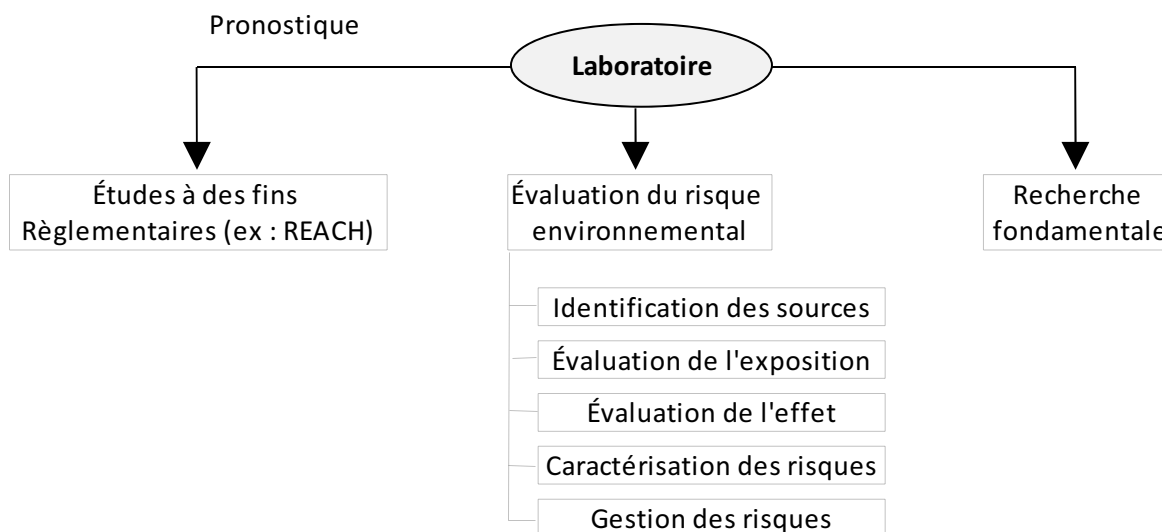 Pronostique
Laboratoire
Études à des fins
Règlementaires (ex : REACH)
Évaluation du risque
environnemental
Recherche
fondamentale
Identification des sources
Évaluation de l'exposition
Évaluation de l'effet
Caractérisation des risques
Gestion des risques